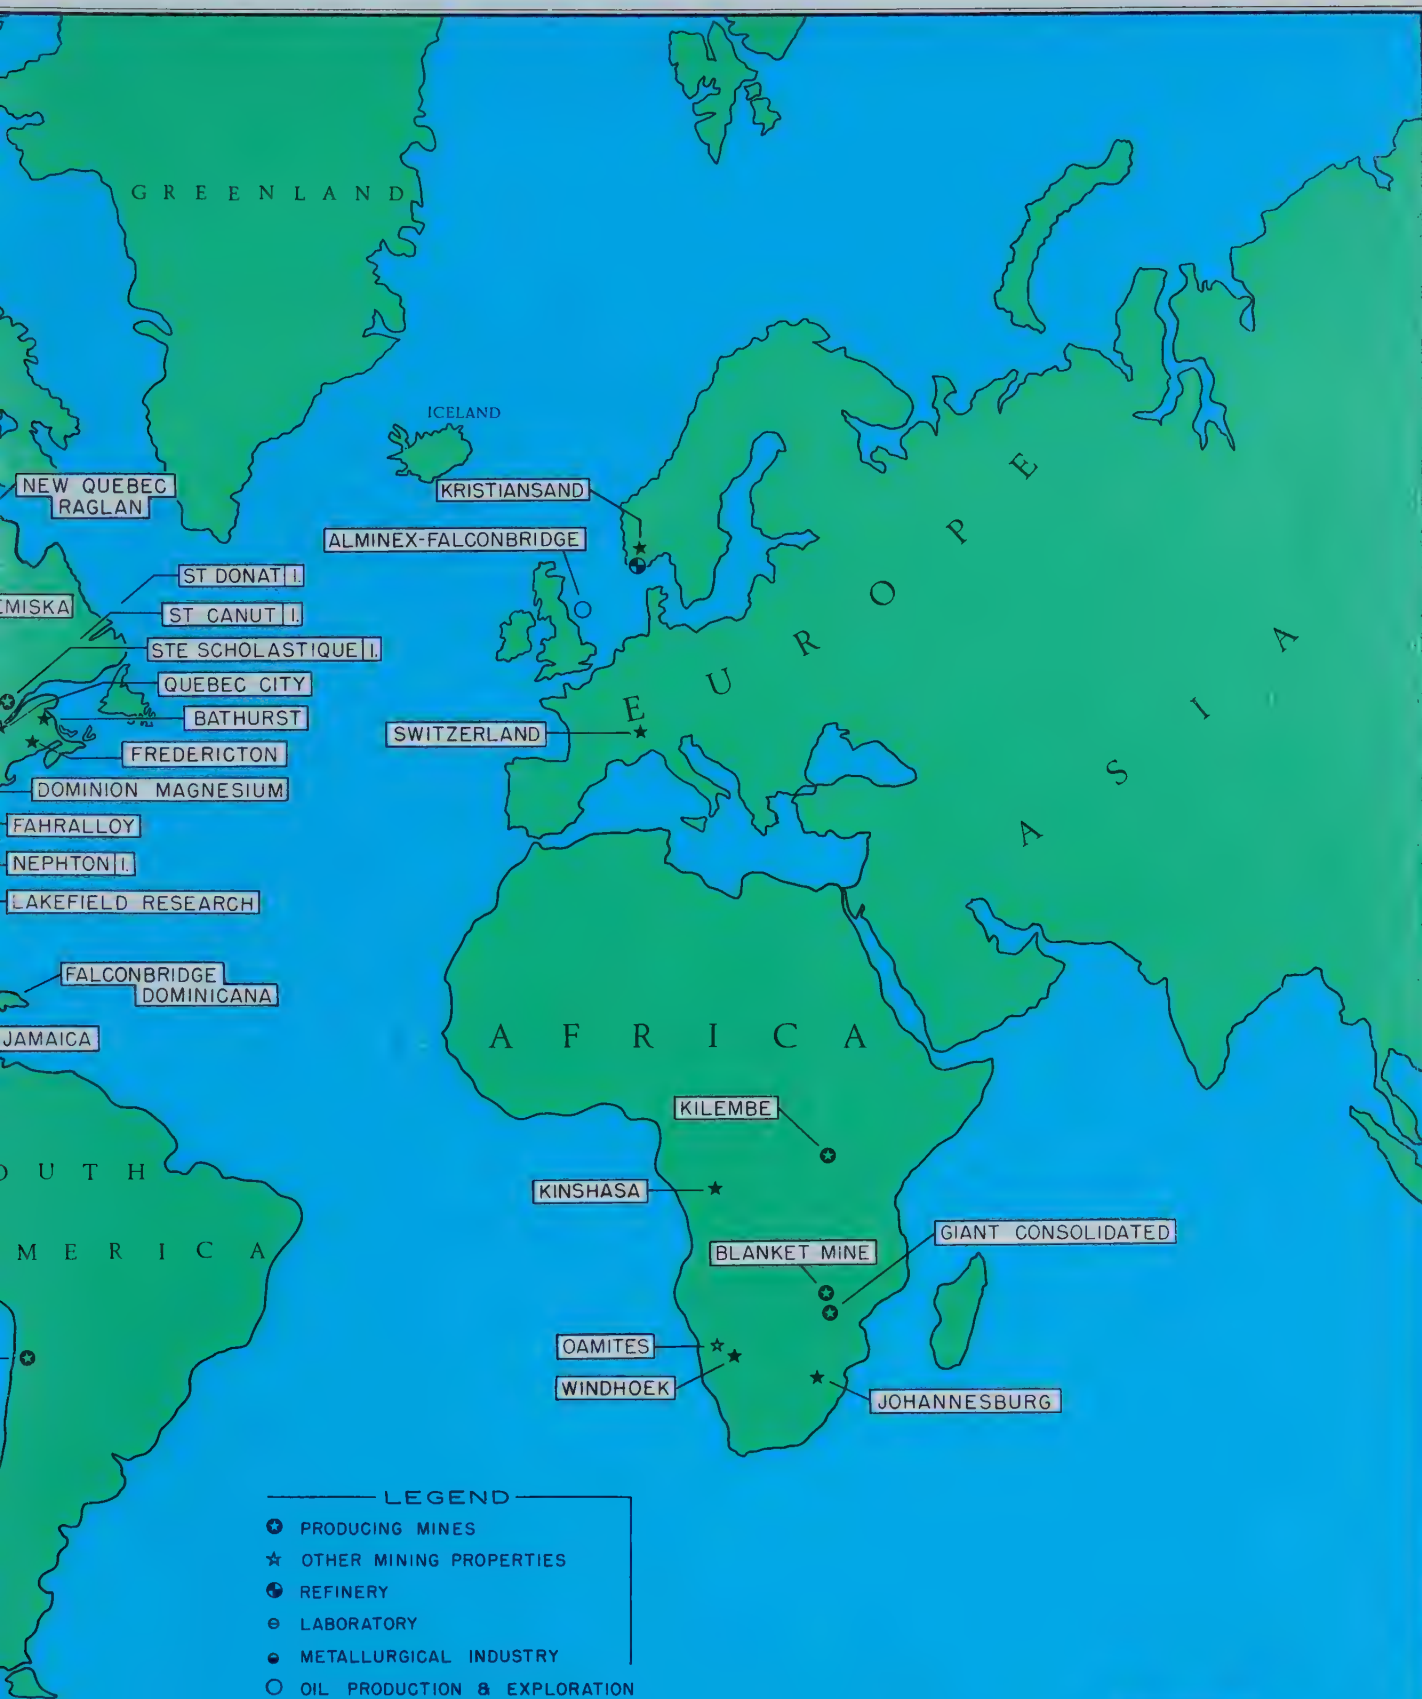 GREENLAND
ICELAND
NEW QUEBEC
RAGLAN
KRISTIANSAND
ALMINEX-FALCONBRIDGE
ST DONAT I.
EMISKA
ST CANUT I.
STE SCHOLASTIQUE I.
QUEBEC CITY
BATHURST
SWITZERLAND
FREDERICTON
DOMINION MAGNESIUM
FAHRALLOY
NEPHTON I.
LAKEFIELD RESEARCH
EUROPE
ASIA
FALCONBRIDGE
DOMINICANA
JAMAICA
AFRICA
KILEMBE
OUTH
MERICA
KINSHASA
GIANT CONSOLIDATED
BLANKET MINE
OAMITES
WINDHOEK
JOHANNESBURG
LEGEND
PRODUCING MINES
OTHER MINING PROPERTIES
REFINERY
LABORATORY
METALLURGICAL INDUSTRY
OIL PRODUCTION & EXPLORATION